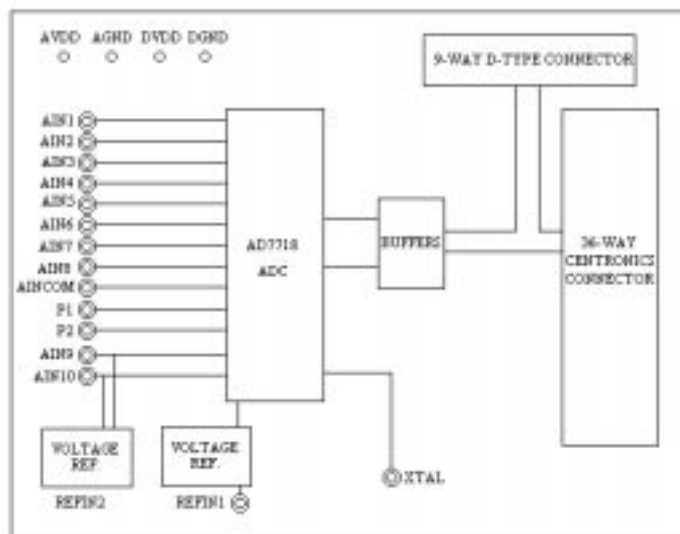 AVDD AGND DVDD DGND
9-WAY D-TYPE CONNECTOR
AIN1
AIN2
AIN3
AIN4
AIN5
AIN6
AIN7
AIN8
AINCOM
P1
P2
AIN9
AIN10
AD7718
ADC
BUFFERS
36-WAY
CENTRONICS
CONNECTOR
VOLTAGE
REF.
REFIN2
VOLTAGE
REF.
REFIN1
XTAL